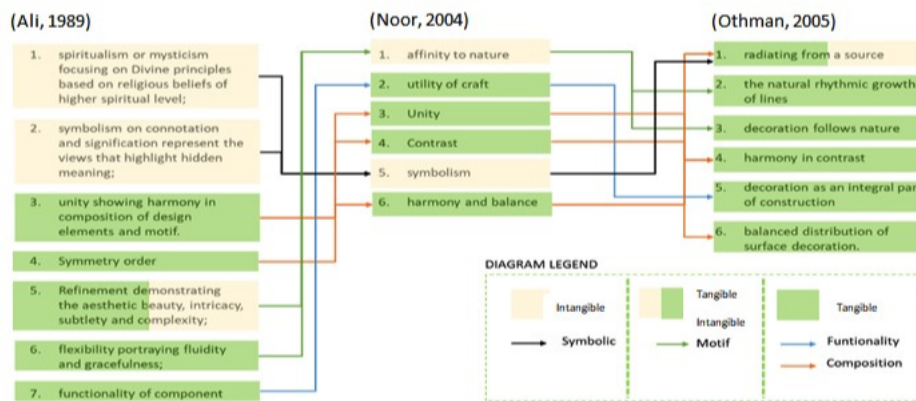 (Ali, 1989)
1. spiritualism or mysticism
focusing on Divine principles
based on religious beliefs of
higher spiritual level;
2. symbolism on connotation
and signification represent the
views that highlight hidden
meaning;
3. unity showing harmony in
composition of design
elements and motif.
4. Symmetry order
5. Refinement demonstrating
the aesthetic beauty, intricacy,
subtlety and complexity;
6. flexibility portraying fluidity
and gracefulness;
7. functionality of component
(Noor, 2004)
1. affinity to nature
2. utility of craft
3. Unity
4. Contrast
5. symbolism
6. harmony and balance
(Othman, 2005)
1. radiating from a source
2. the natural rhythmic growth
of lines
3. decoration follows nature
4. harmony in contrast
5. decoration as an integral par
of construction
6. balanced distribution of
surface decoration.
DIAGRAM LEGEND
Intangible
Symbolic
Tangible
Intangible
Motif
Tangible
Funtionality
Composition